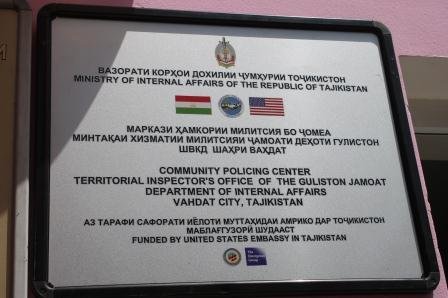 ВАЗОРАТИ КОРҲОИ ДОХИЛИИ ҶУМҲУРИИ ТОҶИКИСТОН
MINISTRY OF INTERNAL AFFAIRS OF THE REPUBLIC OF TAJIKISTAN
МАРКАЗИ ҲАМКОРИИ МИЛИТСИЯ БО ҶОМЕА
МИНТАҚАИ ХИЗМАТИИ МИЛИТСИЯИ ҶАМОАТИ ДЕҲОТИ ГУЛИСТОН
ШВКД ШАҲРИ ВАҲДАТ
COMMUNITY POLICING CENTER
TERRITORIAL INSPECTOR'S OFFICE OF THE GULISTON JAMOAT
DEPARTMENT OF INTERNAL AFFAIRS
VAHDAT CITY, TAJIKISTAN
АЗ ТАРАФИ САФОРАТИ ИЁЛОТИ МУТТАҲИДАИ АМРИКО ДАР ТОҶИКИСТОН
МАБЛАҒГУЗОРӢ ШУДААСТ
FUNDED BY UNITED STATES EMBASSY IN TAJIKISTAN